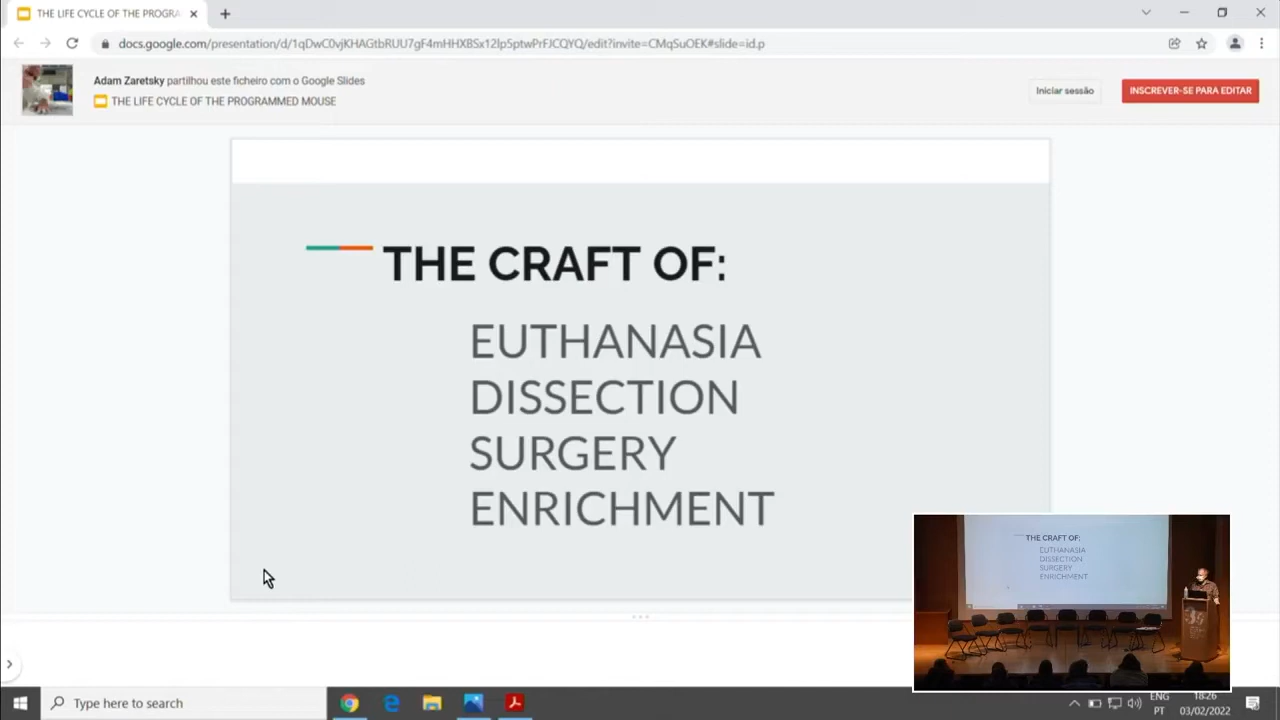 THE LIFE CYCLE OF THE PROGRA
docs.google.com/presentation/d/1qDwC0vjKHAGtbRUU7gF4mHHXBSx12lp5ptwPrFJCQYQ/edit?invite=CMqSuOEK#slide=id.p
Adam Zaretsky partilhou este ficheiro com o Google Slides
THE LIFE CYCLE OF THE PROGRAMMED MOUSE
Iniciar sessão
INSCREVER-SE PARA EDITAR
THE CRAFT OF:
EUTHANASIA
DISSECTION
SURGERY
ENRICHMENT
THE CRAFT OF:
EUTHANASIA
DISSECTION
SURGERY
ENRICHMENT
Type here to search
ENG
PT
18:26
03/02/2022